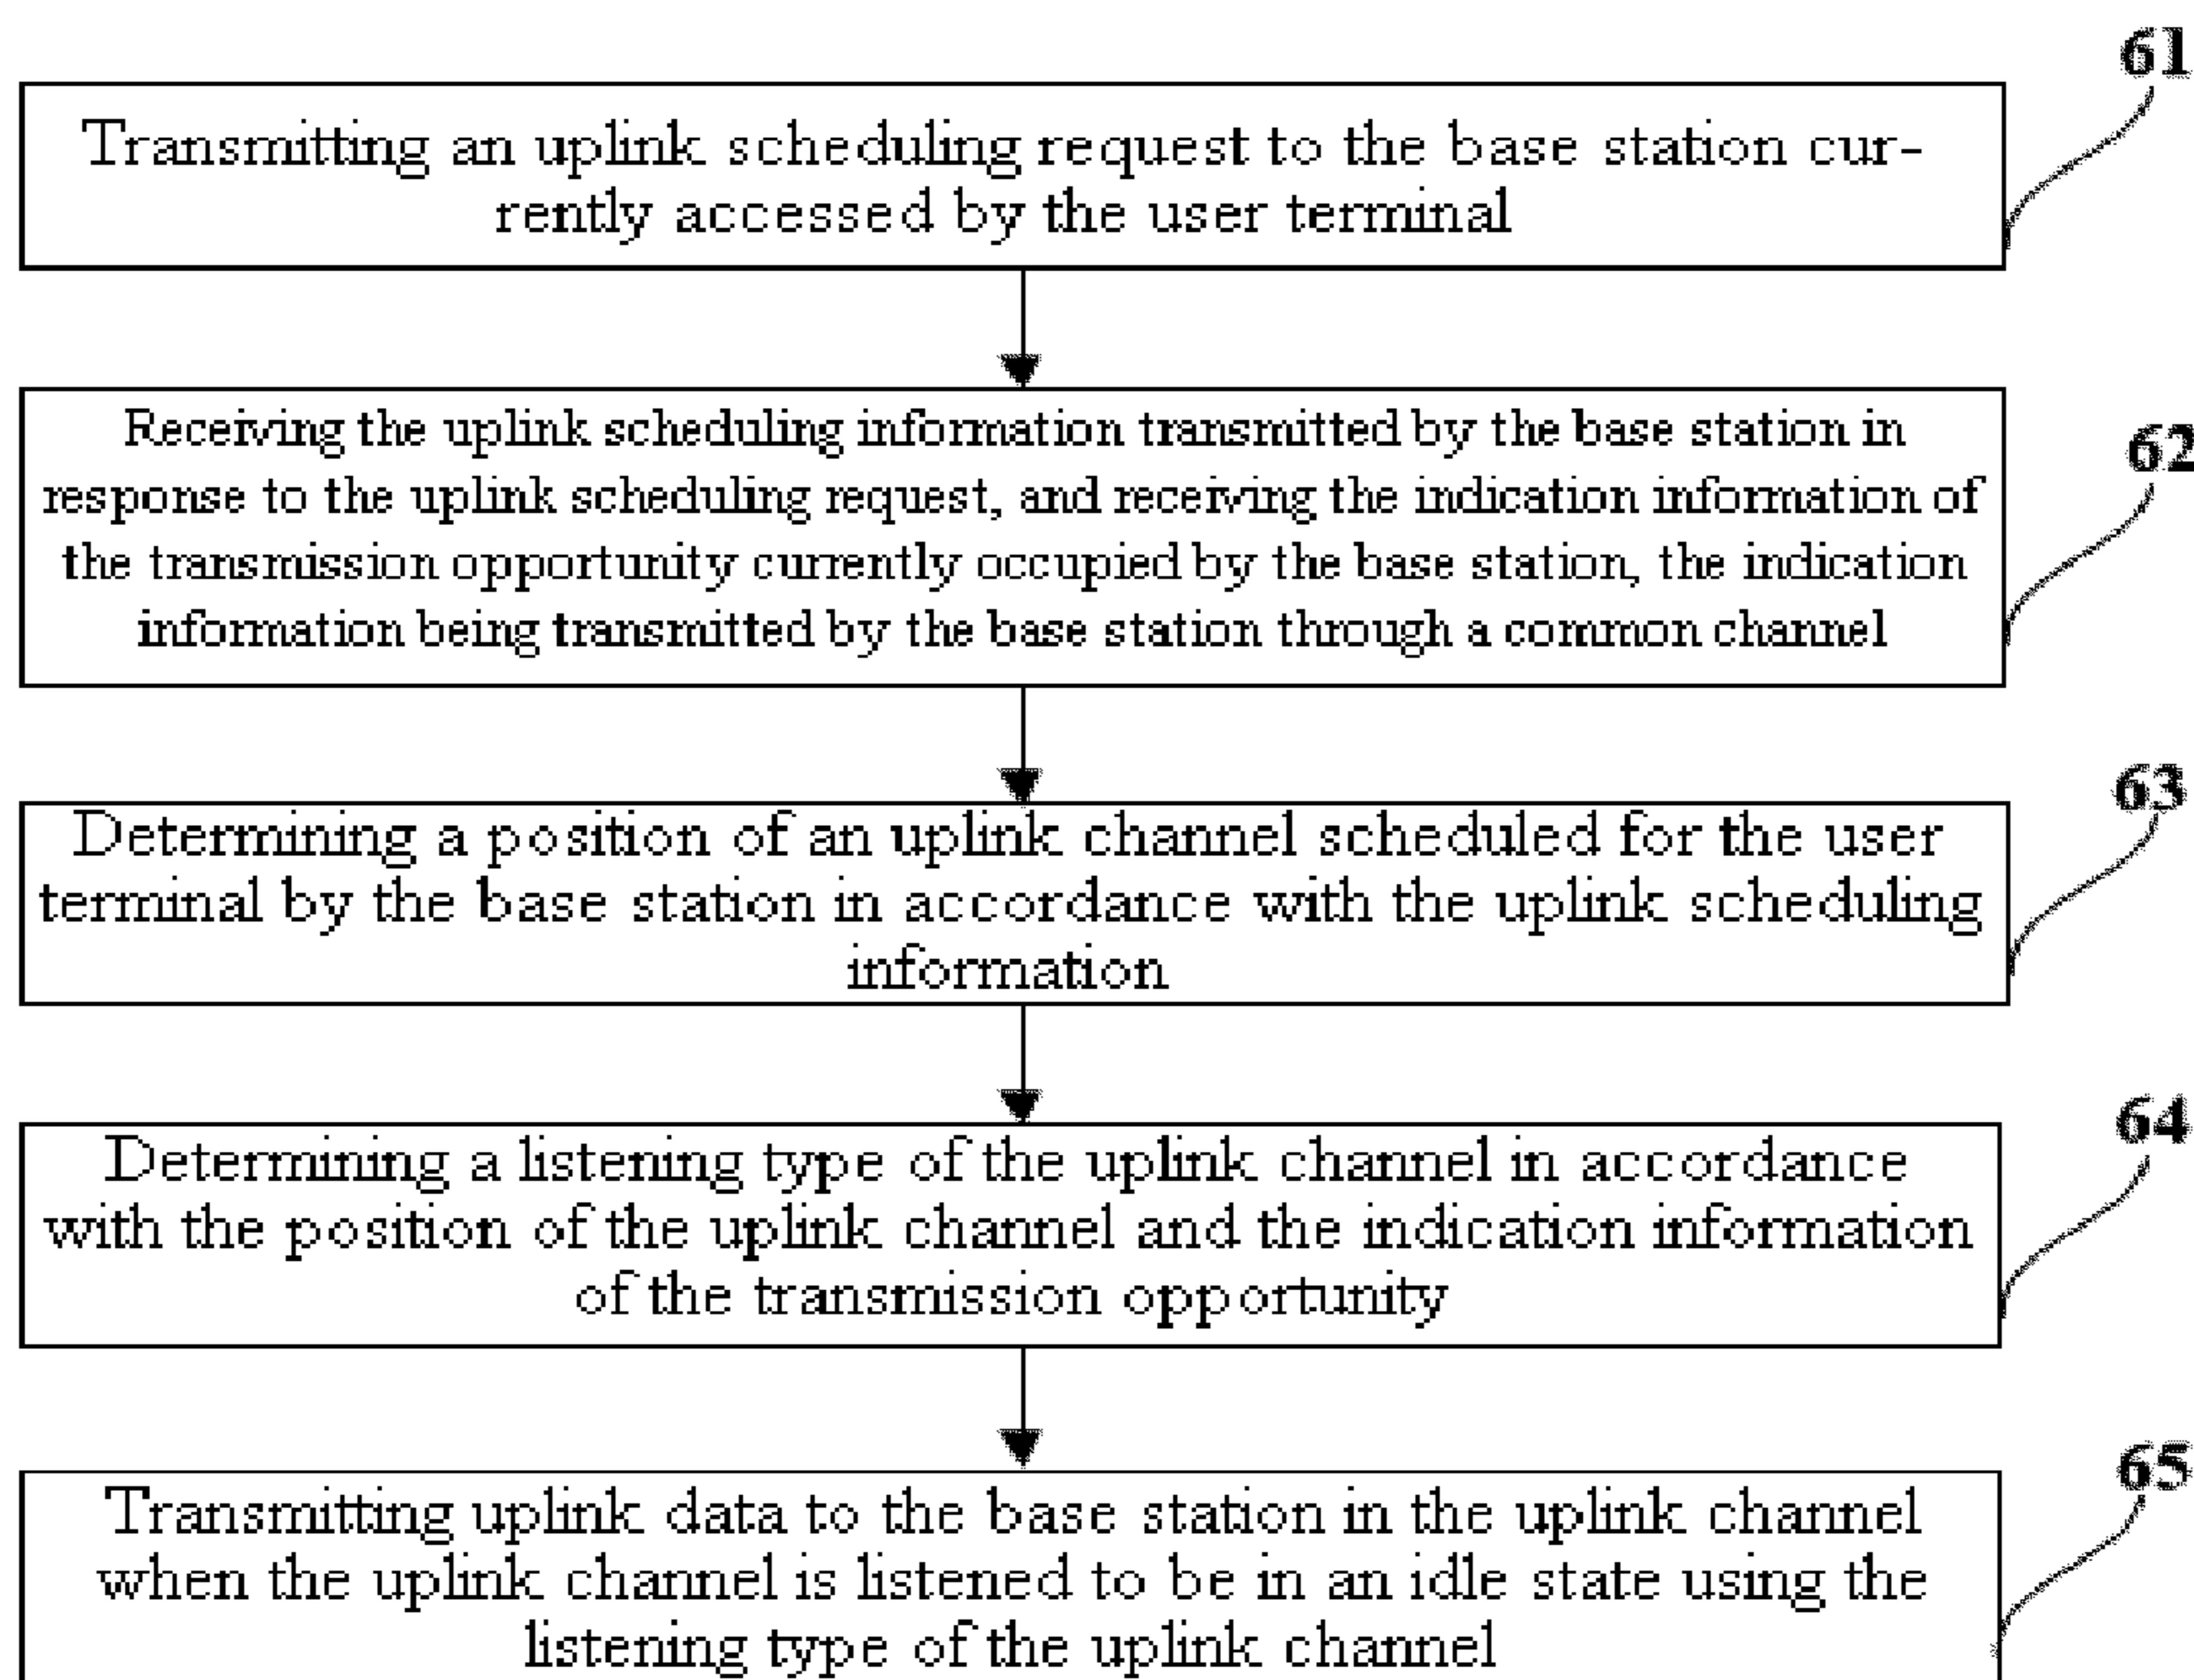 61
Transmitting an uplink scheduling request to the base station cur-
rently accessed by the user terminal
62
Receiving the uplink scheduling information transmitted by the base station in
response to the uplink scheduling request, and receiving the indication information of
the transmission opportunity currently occupied by the base station, the indication
information being transmitted by the base station through a common channel
63
Determining a position of an uplink channel scheduled for the user
terminal by the base station in accordance with the uplink scheduling
information
64
Determining a listening type of the uplink channel in accordance
with the position of the uplink channel and the indication information
of the transmission opportunity
65
Transmitting uplink data to the base station in the uplink channel
when the uplink channel is listened to be in an idle state using the
listening type of the uplink channel